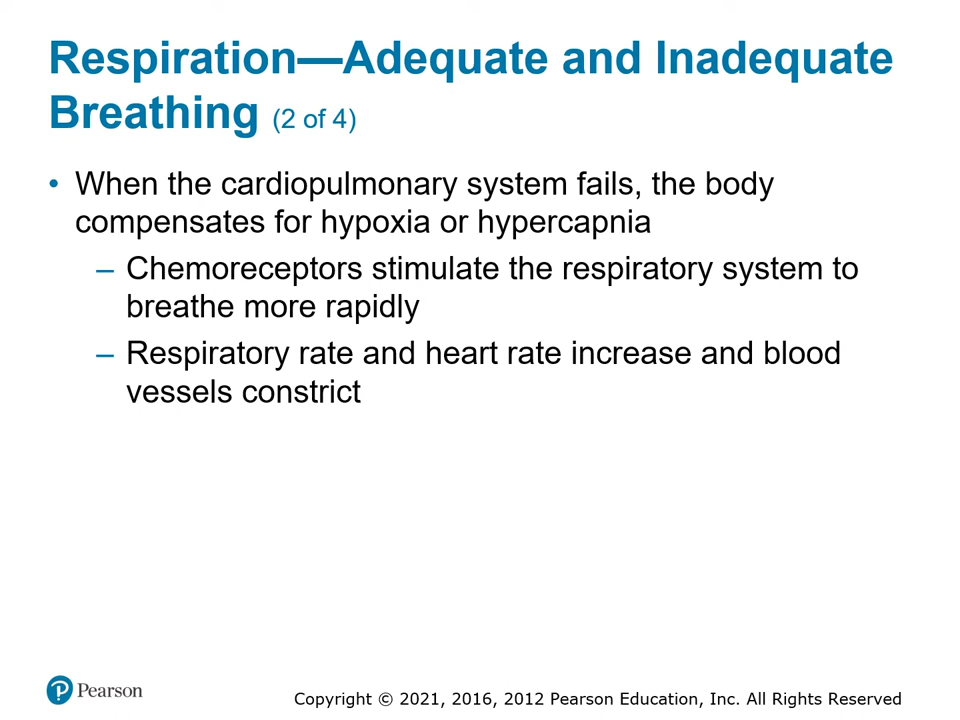 Respiration—Adequate and Inadequate
Breathing (2 of 4)
• When the cardiopulmonary system fails, the body
compensates for hypoxia or hypercapnia
– Chemoreceptors stimulate the respiratory system to
breathe more rapidly
– Respiratory rate and heart rate increase and blood
vessels constrict
Pearson
Copyright © 2021, 2016, 2012 Pearson Education, Inc. All Rights Reserved